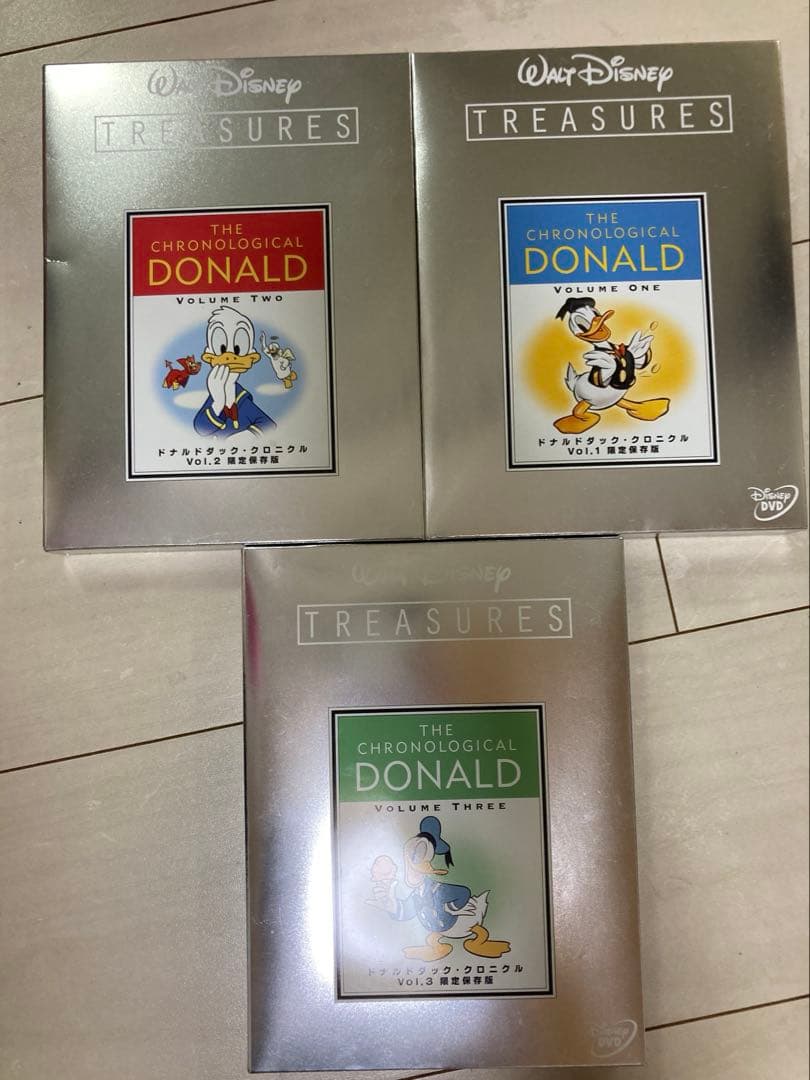 WALT DISNEY
TREASURES
THE
CHRONOLOGICAL
DONALD
VOLUME TWO
ドナルドダック・クロニクル
Vol.2 限定保存版
WALT DISNEY
TREASURES
THE
CHRONOLOGICAL
DONALD
VOLUME ONE
ドナルドダック・クロニクル
Vol.1 限定保存版
Disney
DVD
WALT DISNEY
TREASURES
THE
CHRONOLOGICAL
DONALD
VOLUME THREE
ドナルドダック・クロニクル
Vol.3 限定保存版
Disney
DVD